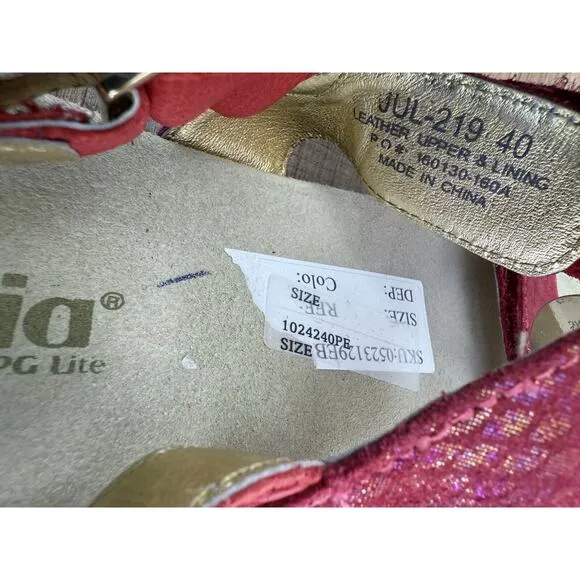 JUL-219 40
LEATHER UPPER & LINING
P.O#. 160130-160A
MADE IN CHINA
ia®
PG Lite
SIZE
1024240PE
SIZE
DEP:
Colo:
SIZE:
REF:
SKU:0523129EB